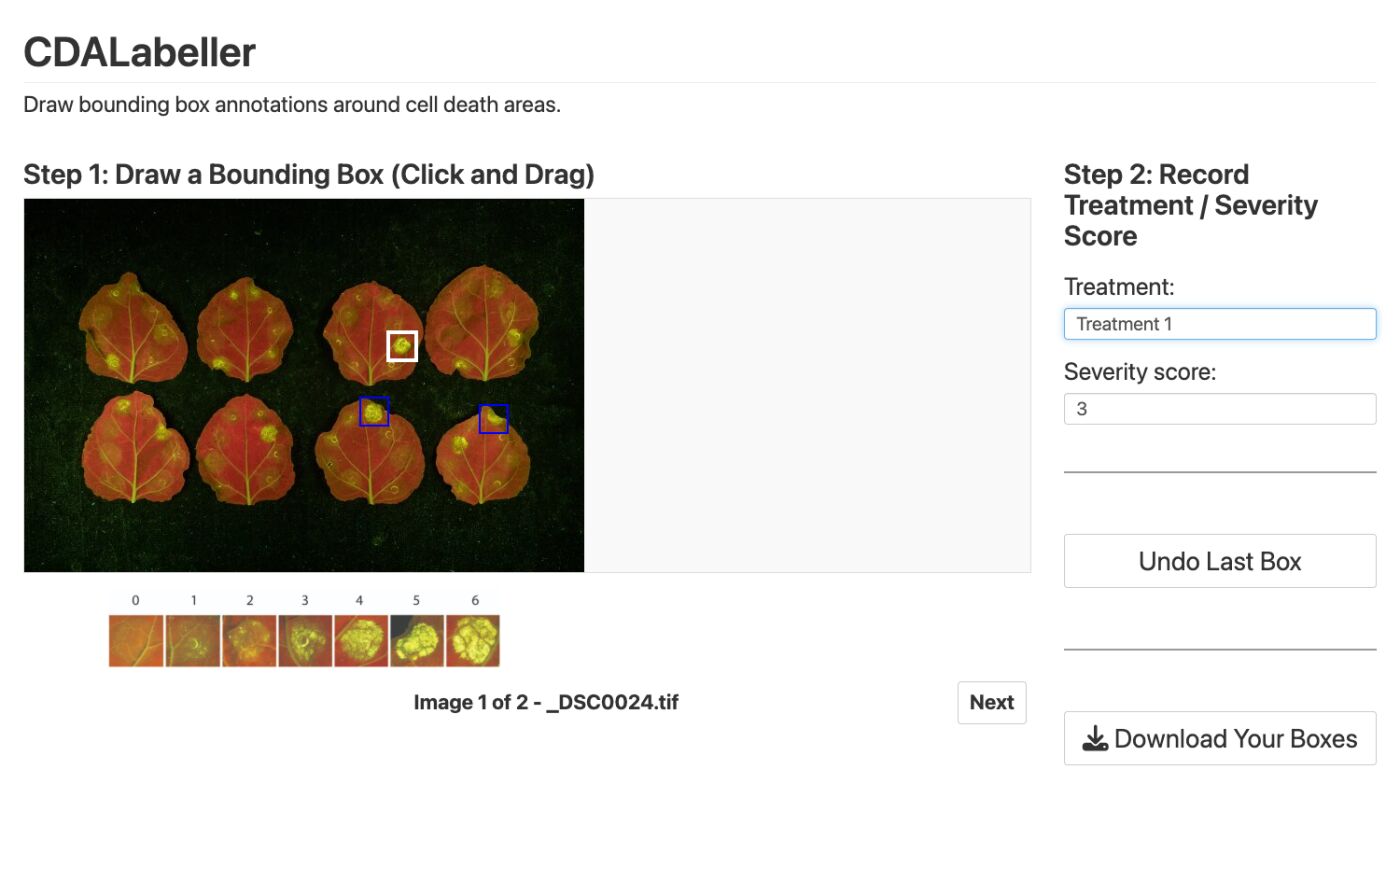 CDALabeller
Draw bounding box annotations around cell death areas.
Step 1: Draw a Bounding Box (Click and Drag)
0 1 2 3 4 5 6
Image 1 of 2 - _DSC0024.tif
Next
Step 2: Record
Treatment / Severity
Score
Treatment:
Treatment 1
Severity score:
3
Undo Last Box
Download Your Boxes